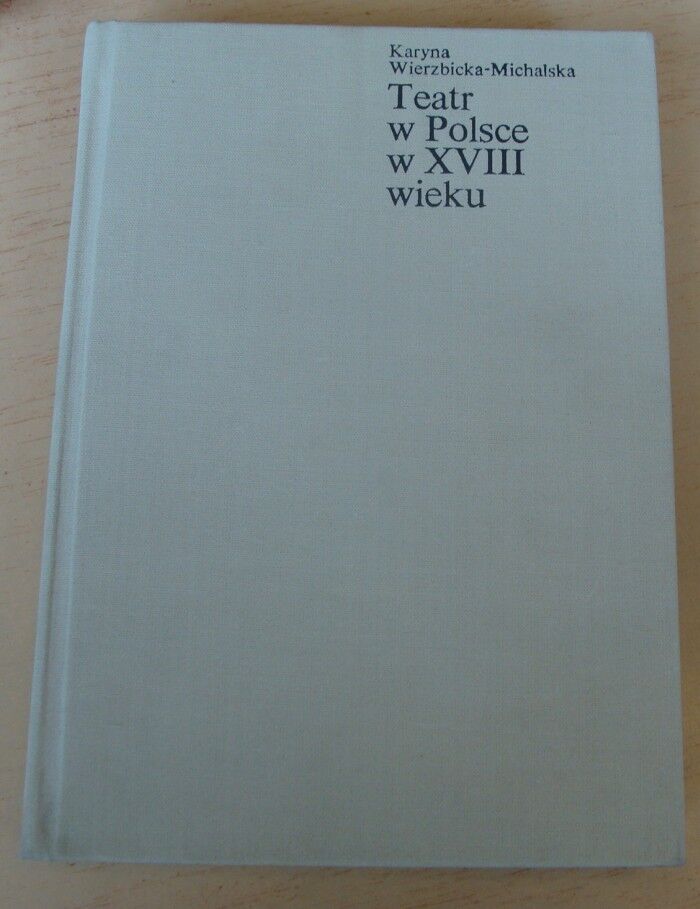 Karyna
Wierzbicka-Michalska
Teatr
w Polsce
w XVIII
wieku